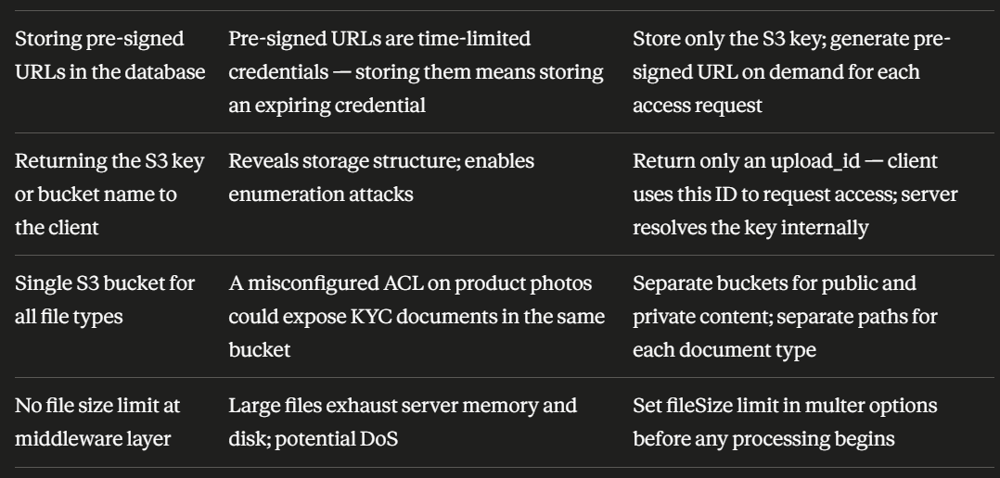 Storing pre-signed
URLs in the database
Pre-signed URLs are time-limited
credentials — storing them means storing
an expiring credential
Store only the S3 key; generate pre-
signed URL on demand for each
access request
Returning the S3 key
or bucket name to
the client
Reveals storage structure; enables
enumeration attacks
Return only an upload_id — client
uses this ID to request access; server
resolves the key internally
Single S3 bucket for
all file types
A misconfigured ACL on product photos
could expose KYC documents in the same
bucket
Separate buckets for public and
private content; separate paths for
each document type
No file size limit at
middleware layer
Large files exhaust server memory and
disk; potential DoS
Set fileSize limit in multer options
before any processing begins